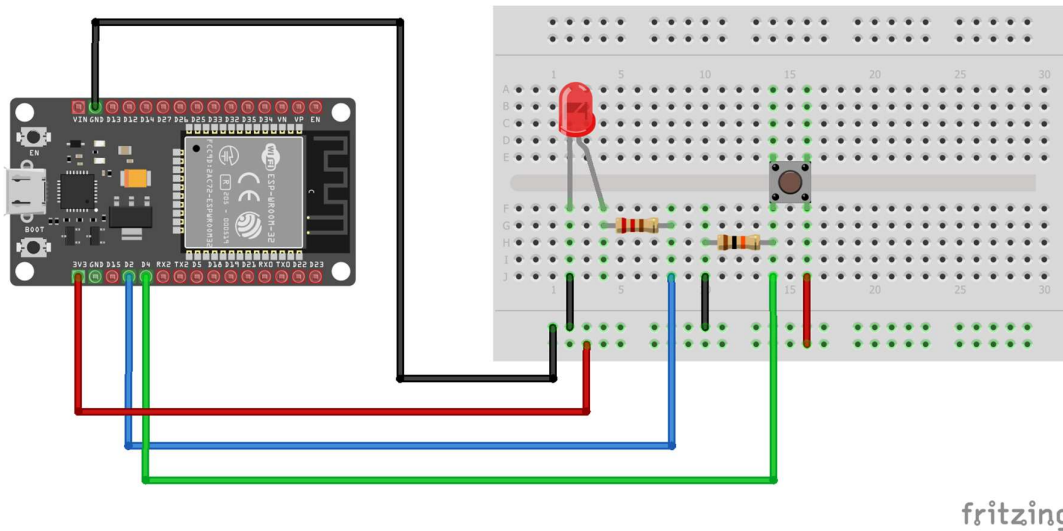 1 5 10 15 20 25 30
A
B
C
D
E
F
G
H
I
J
1 5 10 15 20 25 30
VIN GND D13 D12 D14 D27 D26 D25 D33 D32 D35 D34 VN VP EN
EN
BOOT
WiFi
ESP-WROOM-32
CE
R
3V3 GND D15 D2 D4 RX2 TX2 D5 D18 D19 D21 RX0 TX0 D22 D23
fritzing